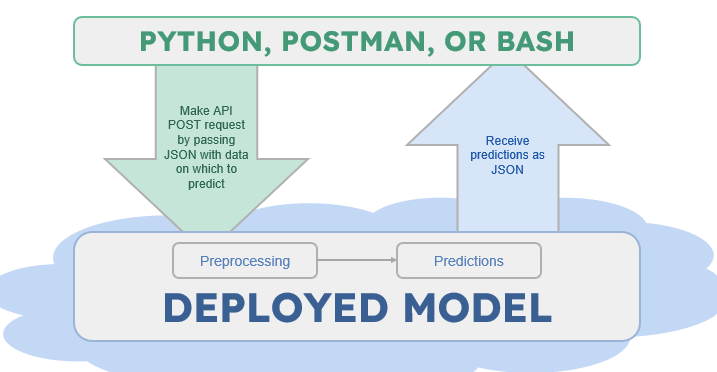 PYTHON, POSTMAN, OR BASH
Make API
POST request
by passing
JSON with data
on which to
predict
Receive
predictions as
JSON
Preprocessing
Predictions
DEPLOYED MODEL